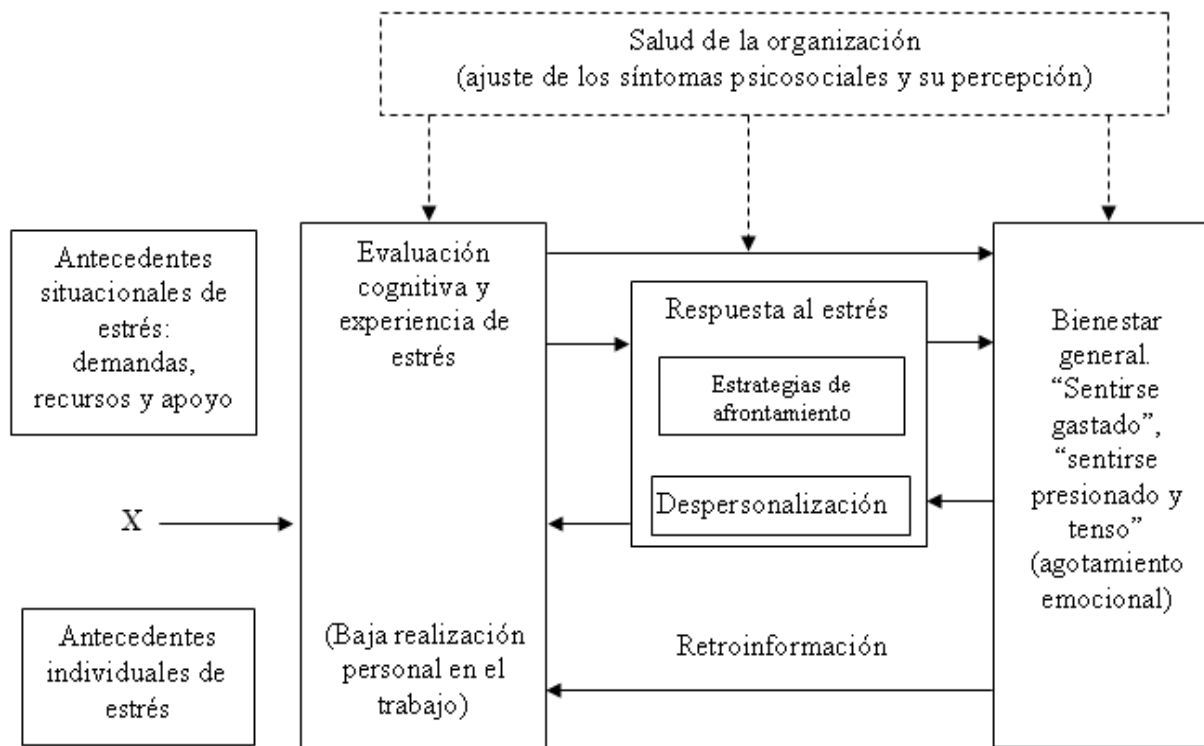 Salud de la organización
(ajuste de los síntomas psicosociales y su percepción)
Antecedentes
situacionales de
estrés:
demandas,
recursos y apoyo
X
Antecedentes
individuales de
estrés
Evaluación
cognitiva y
experiencia de
estrés
(Baja realización
personal en el
trabajo)
Respuesta al estrés
Estrategias de
afrontamiento
Despersonalización
Retroinformación
Bienestar
general.
“Sentirse
gastado”,
“sentirse
presionado y
tenso”
(agotamiento
emocional)